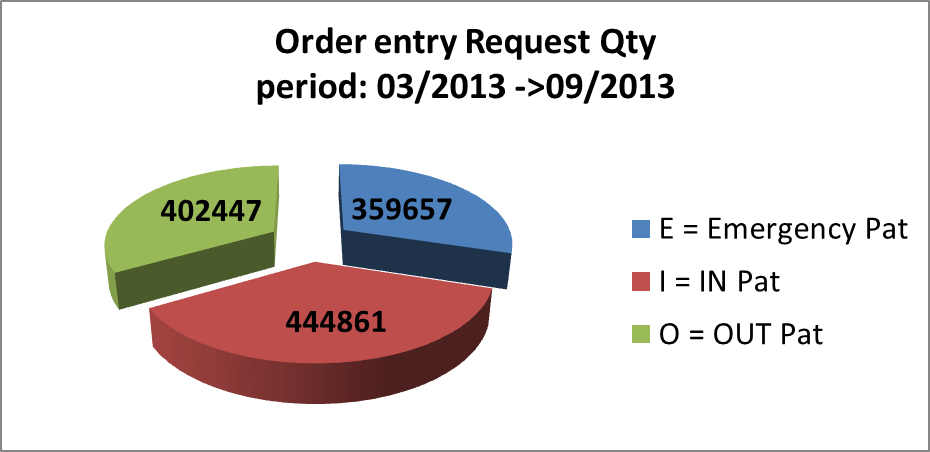 Order entry Request Qty
period: 03/2013 ->09/2013
402447
359657
444861
E = Emergency Pat
I = IN Pat
O = OUT Pat